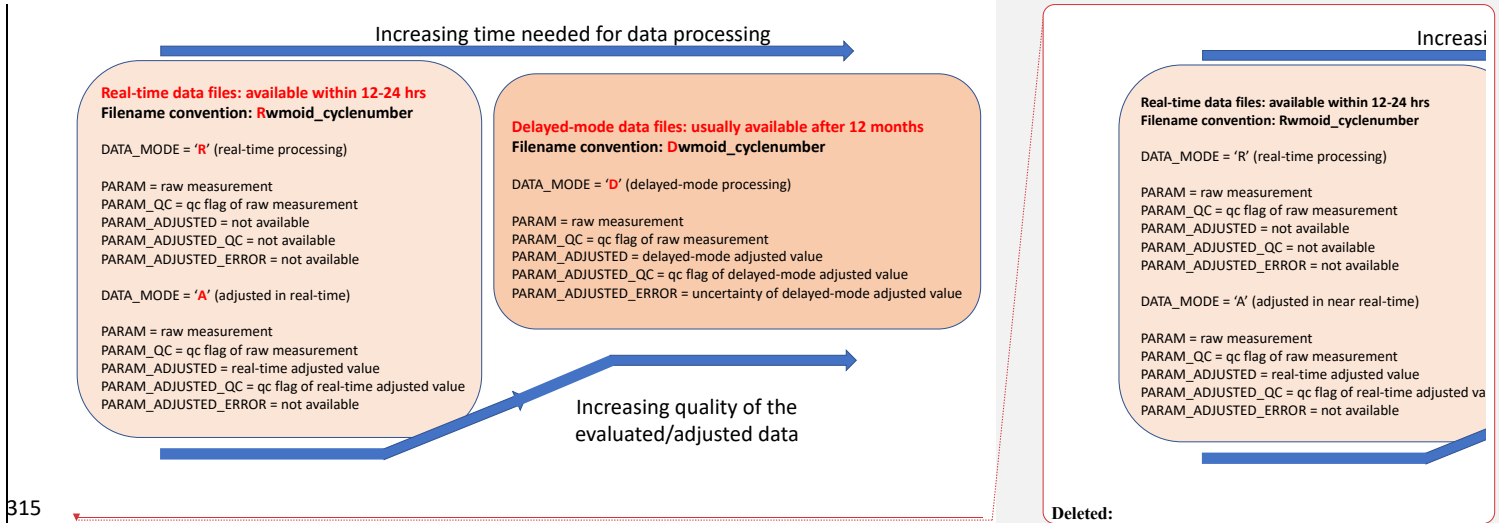 Increasing time needed for data processing
Real-time data files: available within 12-24 hrs
Filename convention: Rwmoid_cyclenumber
DATA_MODE = ‘R’ (real-time processing)
PARAM = raw measurement
PARAM_QC = qc flag of raw measurement
PARAM_ADJUSTED = not available
PARAM_ADJUSTED_QC = not available
PARAM_ADJUSTED_ERROR = not available
DATA_MODE = ‘A’ (adjusted in real-time)
PARAM = raw measurement
PARAM_QC = qc flag of raw measurement
PARAM_ADJUSTED = real-time adjusted value
PARAM_ADJUSTED_QC = qc flag of real-time adjusted value
PARAM_ADJUSTED_ERROR = not available
Delayed-mode data files: usually available after 12 months
Filename convention: Dwmoid_cyclenumber
DATA_MODE = ‘D’ (delayed-mode processing)
PARAM = raw measurement
PARAM_QC = qc flag of raw measurement
PARAM_ADJUSTED = delayed-mode adjusted value
PARAM_ADJUSTED_QC = qc flag of delayed-mode adjusted value
PARAM_ADJUSTED_ERROR = uncertainty of delayed-mode adjusted value
Increasing quality of the
evaluated/adjusted data
315
Increasi
Real-time data files: available within 12-24 hrs
Filename convention: Rwmoid_cyclenumber
DATA_MODE = ‘R’ (real-time processing)
PARAM = raw measurement
PARAM_QC = qc flag of raw measurement
PARAM_ADJUSTED = not available
PARAM_ADJUSTED_QC = not available
PARAM_ADJUSTED_ERROR = not available
DATA_MODE = ‘A’ (adjusted in near real-time)
PARAM = raw measurement
PARAM_QC = qc flag of raw measurement
PARAM_ADJUSTED = real-time adjusted value
PARAM_ADJUSTED_QC = qc flag of real-time adjusted va
PARAM_ADJUSTED_ERROR = not available
Deleted: